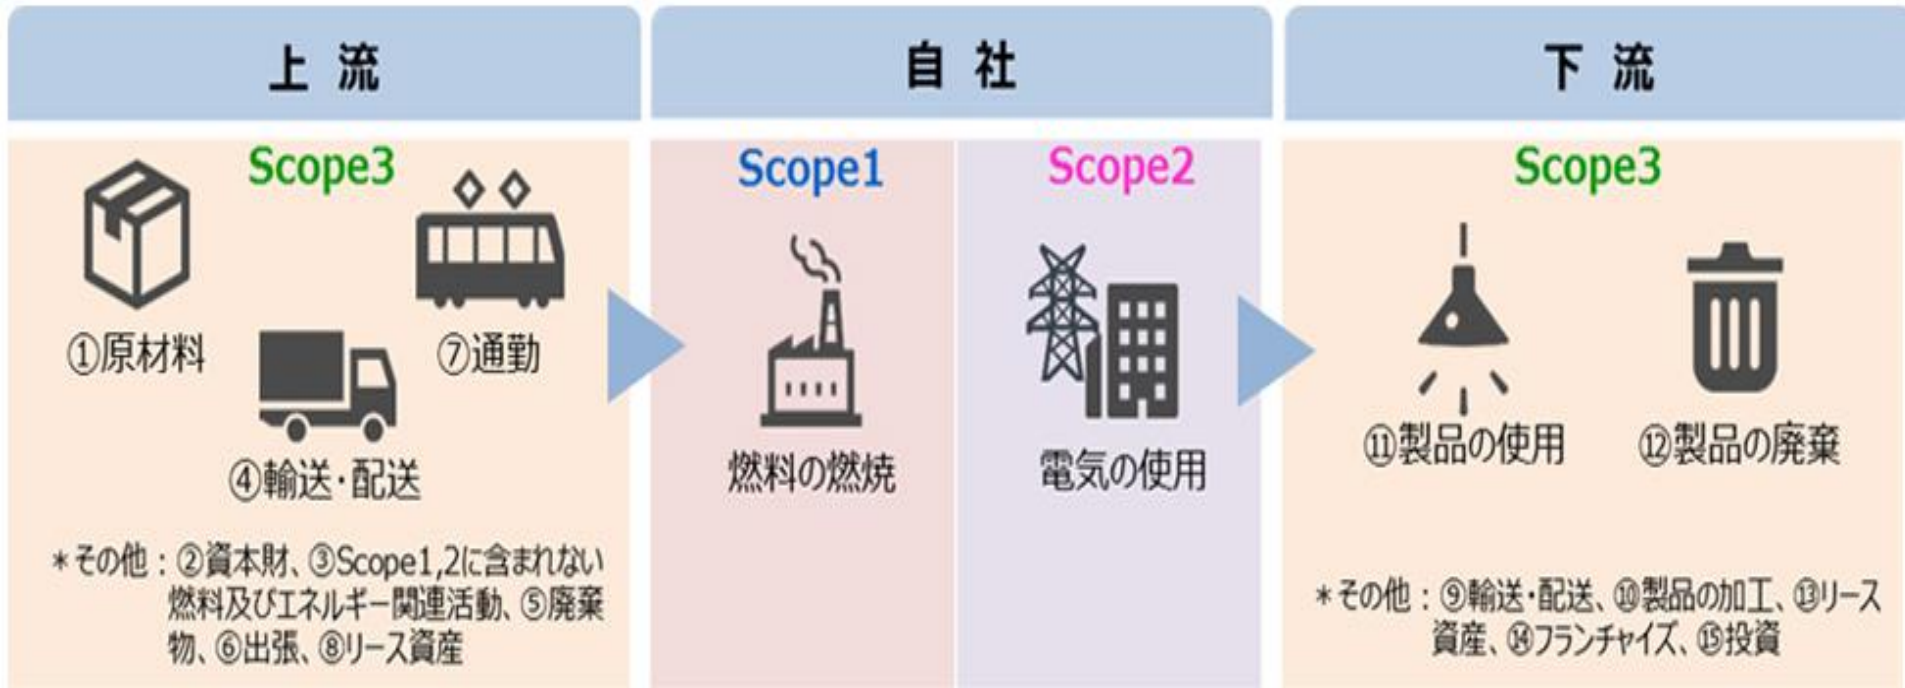 上流
自社
下流
Scope3
①原材料
⑦通勤
④輸送・配送
*その他：②資本財、③Scope1,2に含まれない
燃料及びエネルギー関連活動、⑤廃棄
物、⑥出張、⑧リース資産
Scope1
燃料の燃焼
Scope2
電気の使用
Scope3
⑪製品の使用
⑫製品の廃棄
*その他：⑨輸送・配送、⑩製品の加工、⑬リース
資産、⑭フランチャイズ、⑮投資